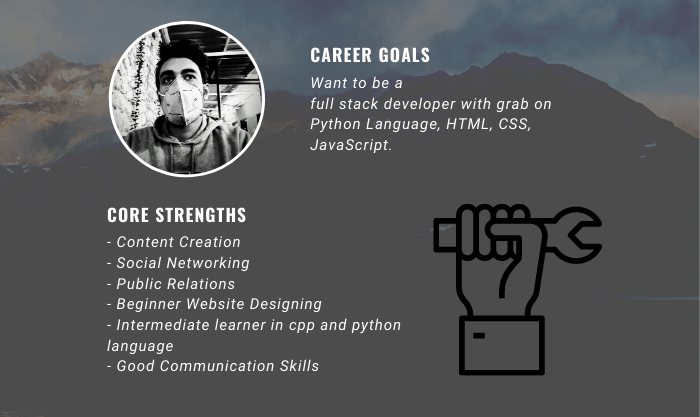 CAREER GOALS
Want to be a
full stack developer with grab on
Python Language, HTML, CSS,
JavaScript.
CORE STRENGTHS
- Content Creation
- Social Networking
- Public Relations
- Beginner Website Designing
- Intermediate learner in cpp and python
language
- Good Communication Skills